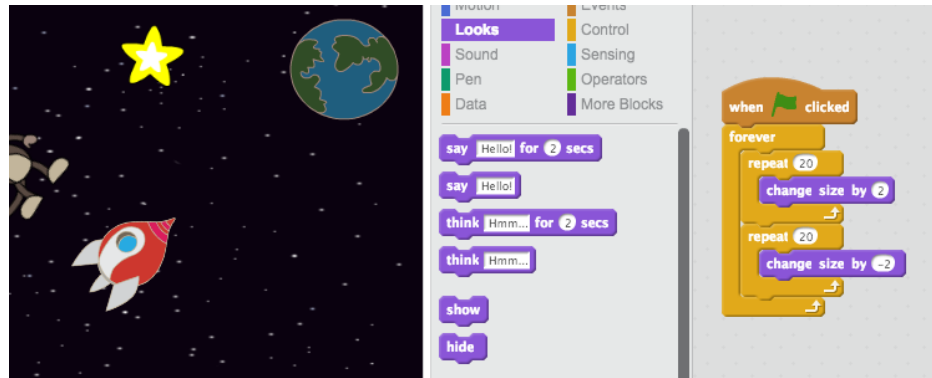 Motion
Events
Looks
Control
Sound
Sensing
Pen
Operators
Data
More Blocks
say Hello! for 2 secs
say Hello!
think Hmm... for 2 secs
think Hmm...
show
hide
when clicked
forever
repeat 20
change size by 2
repeat 20
change size by -2